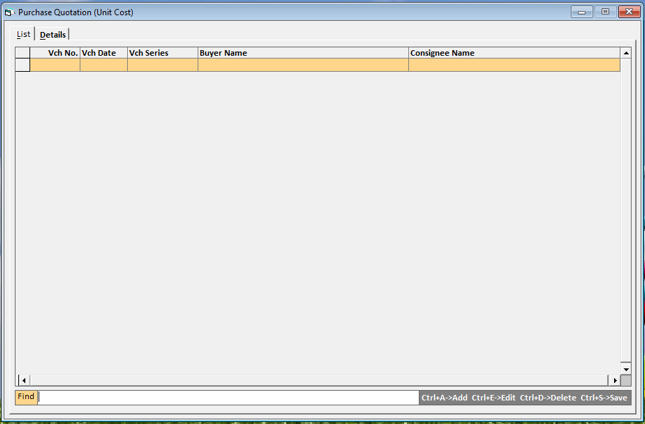 Purchase Quotation (Unit Cost)
List Details
Vch No. Vch Date Vch Series Buyer Name Consignee Name
Find Ctrl+A->Add Ctrl+E->Edit Ctrl+D->Delete Ctrl+S->Save